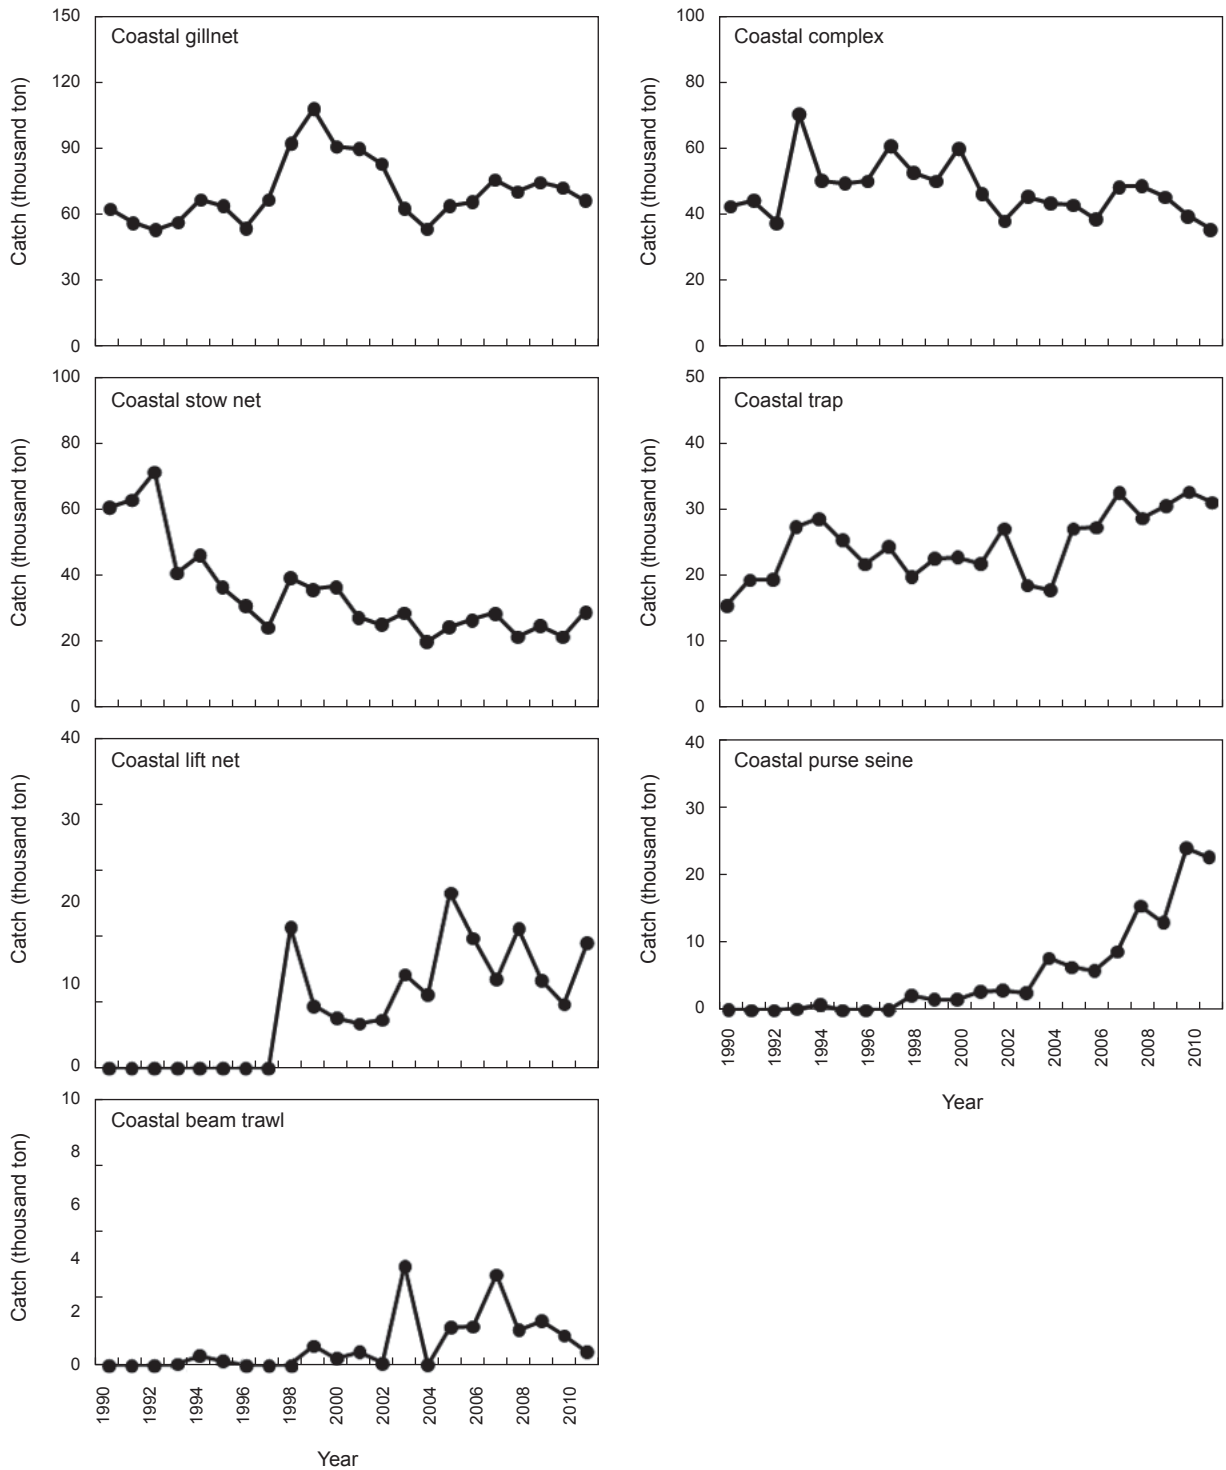 Coastal gillnet
Catch (thousand ton)
150
120
90
60
30
0
Coastal complex
Catch (thousand ton)
100
80
60
40
20
0
Coastal stow net
Catch (thousand ton)
100
80
60
40
20
0
Coastal trap
Catch (thousand ton)
50
40
30
20
10
0
Coastal lift net
Catch (thousand ton)
40
30
20
10
0
Coastal purse seine
Catch (thousand ton)
40
30
20
10
0
1990 1992 1994 1996 1998 2000 2002 2004 2006 2008 2010
Year
Coastal beam trawl
Catch (thousand ton)
10
8
6
4
2
0
1990 1992 1994 1996 1998 2000 2002 2004 2006 2008 2010
Year